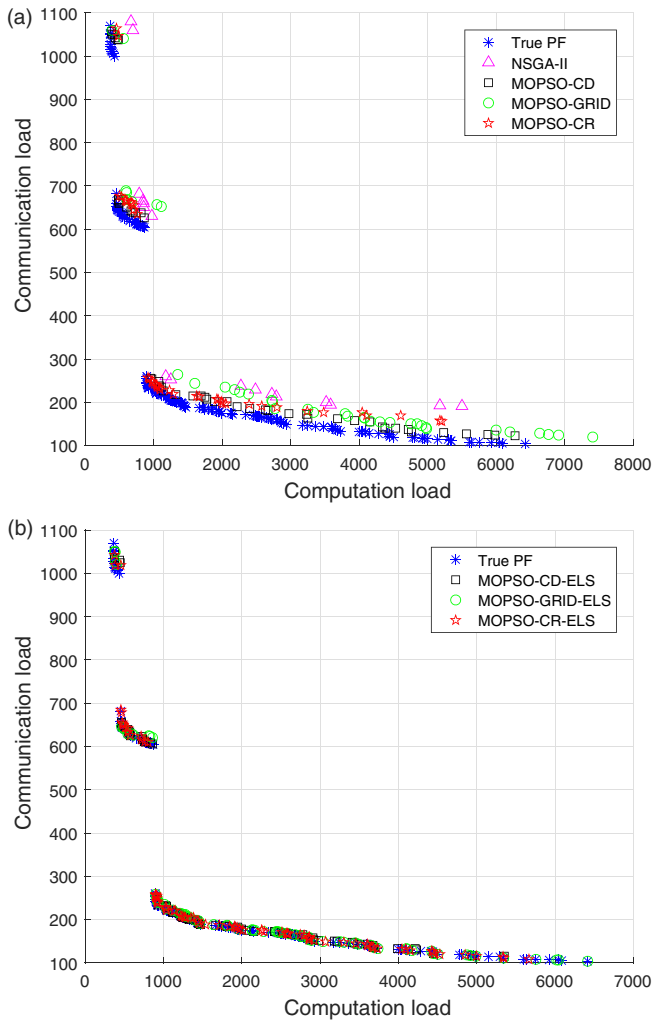 (a)
1100
1000
900
800
700
600
500
400
300
200
100
Communication load
True PF
NSGA-II
MOPSO-CD
MOPSO-GRID
MOPSO-CR
0 1000 2000 3000 4000 5000 6000 7000 8000
Computation load
(b)
1100
1000
900
800
700
600
500
400
300
200
100
Communication load
True PF
MOPSO-CD-ELS
MOPSO-GRID-ELS
MOPSO-CR-ELS
0 1000 2000 3000 4000 5000 6000 7000
Computation load